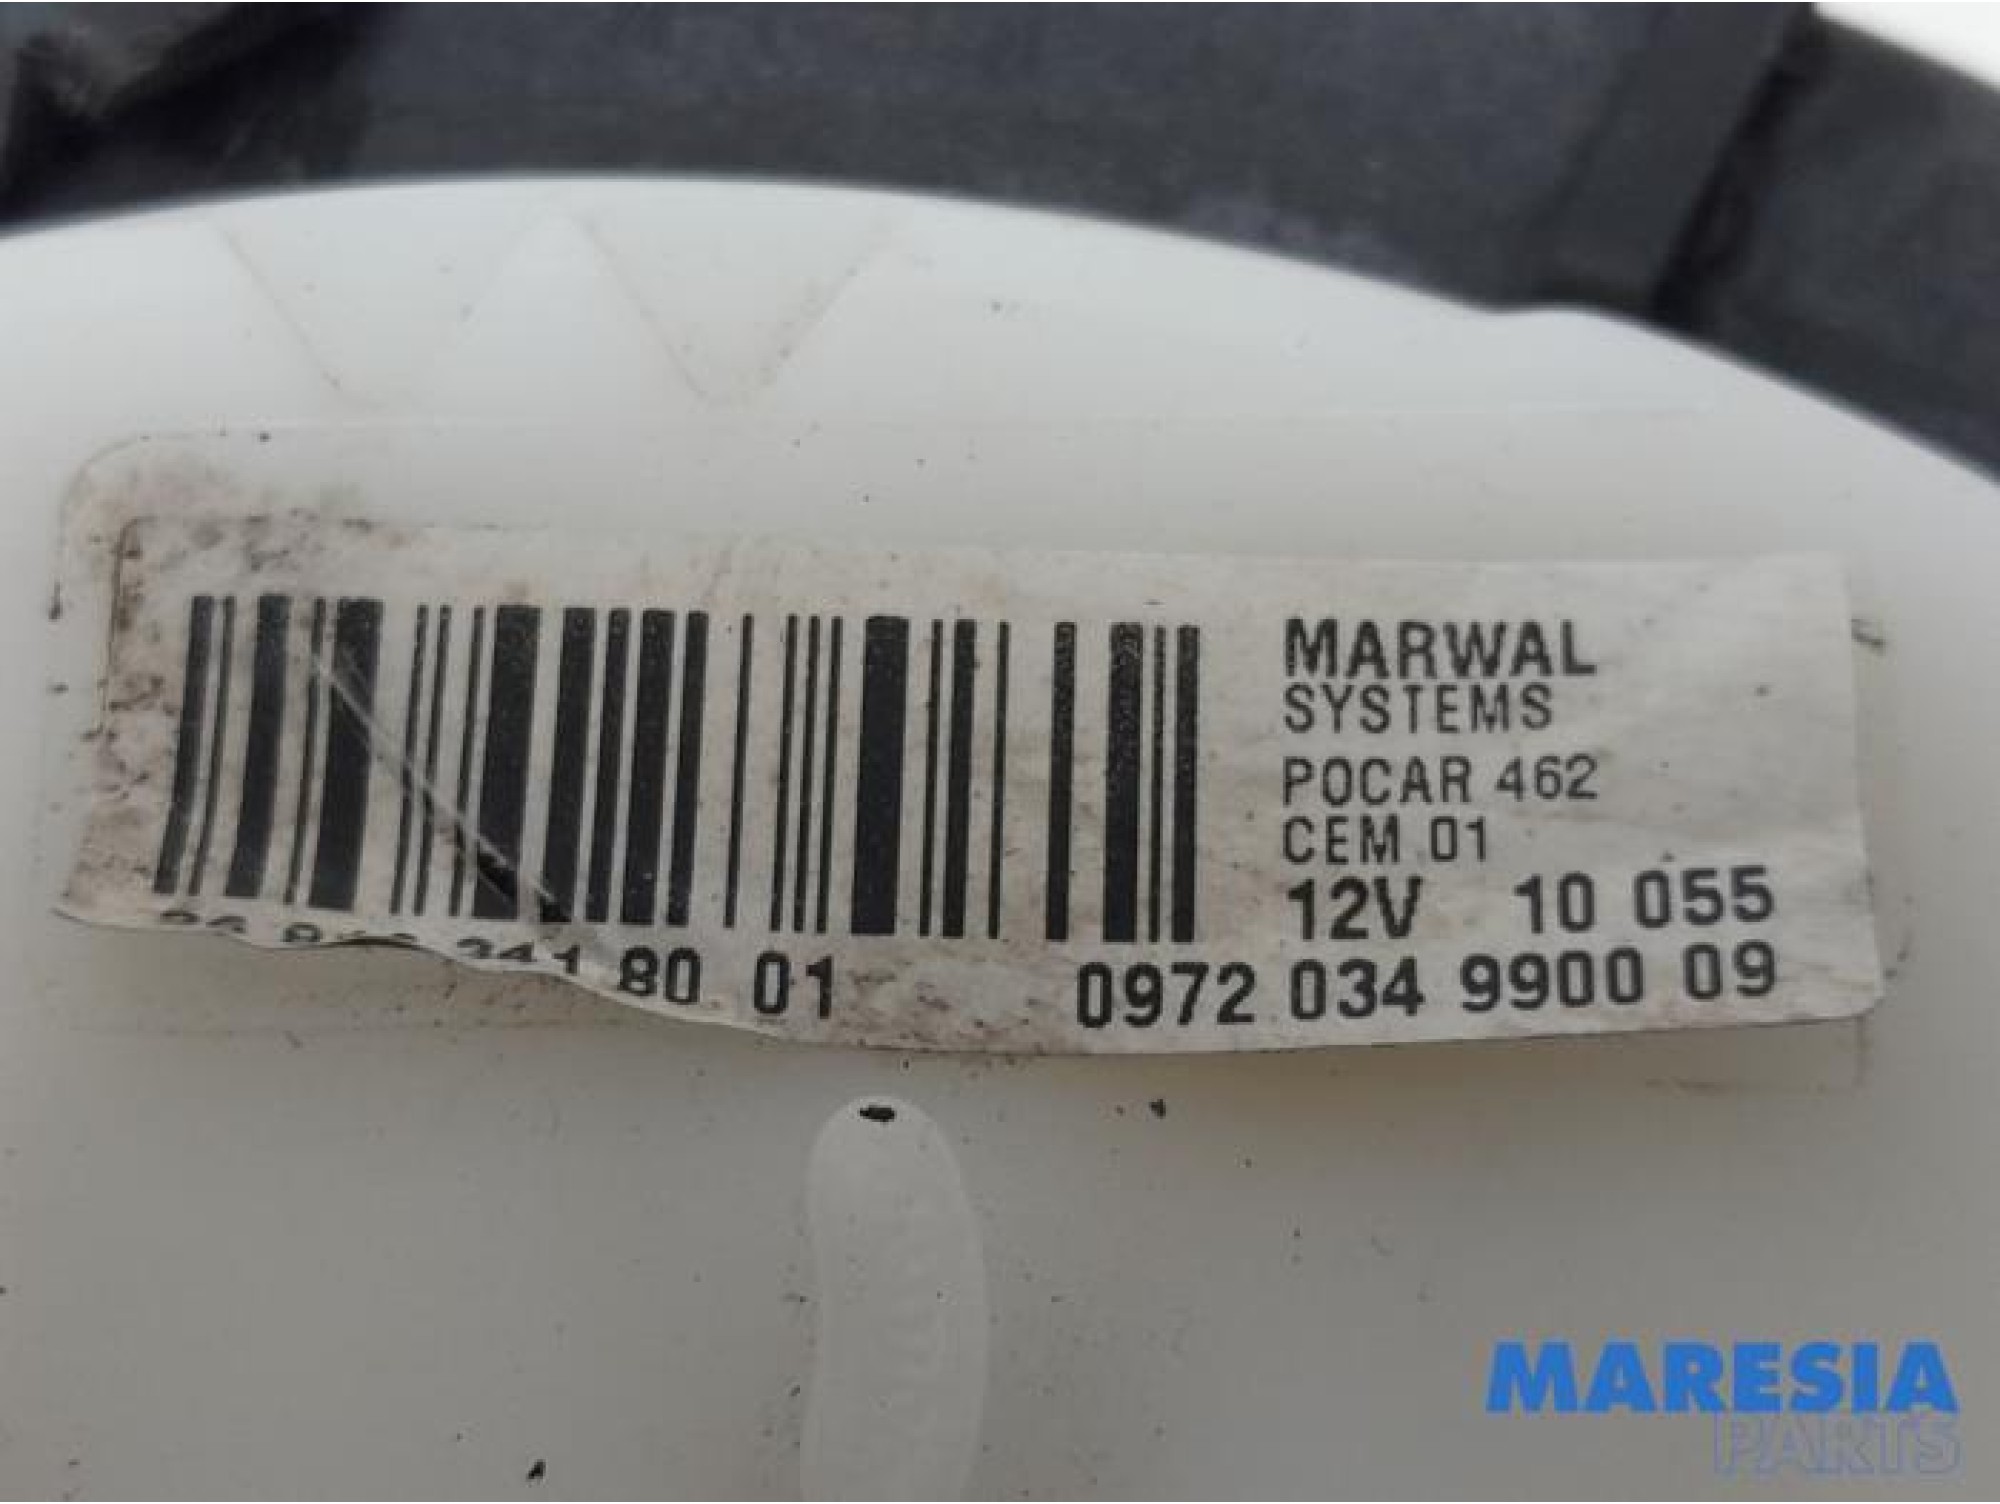 MARWAL
SYSTEMS
POCAR 462
CEM 01
12V 10 055
80 01 0972 034 9900 09
MARESIA
PARTS